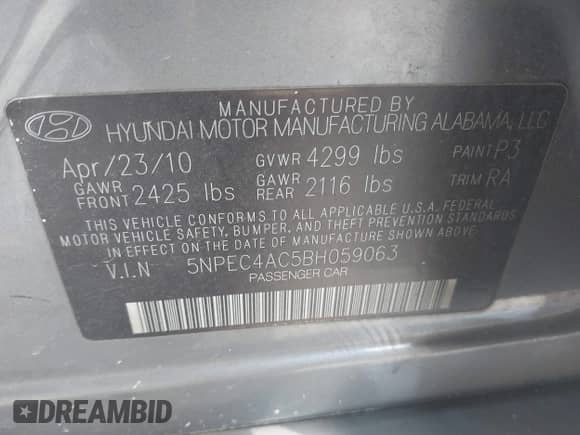 MANUFACTURED BY
HYUNDAI MOTOR MANUFACTURING ALABAMA, LLC
Apr/23/10 GVWR 4299 lbs PAINT P3
GAWR FRONT 2425 lbs GAWR REAR 2116 lbs TRIM RA
THIS VEHICLE CONFORMS TO ALL APPLICABLE U.S.A. FEDERAL
MOTOR VEHICLE SAFETY, BUMPER, AND THEFT PREVENTION STANDARDS
IN EFFECT ON THE DATE OF MANUFACTURE SHOWN ABOVE.
V.I.N 5NPEC4AC5BH059063
PASSENGER CAR
DREAMBID